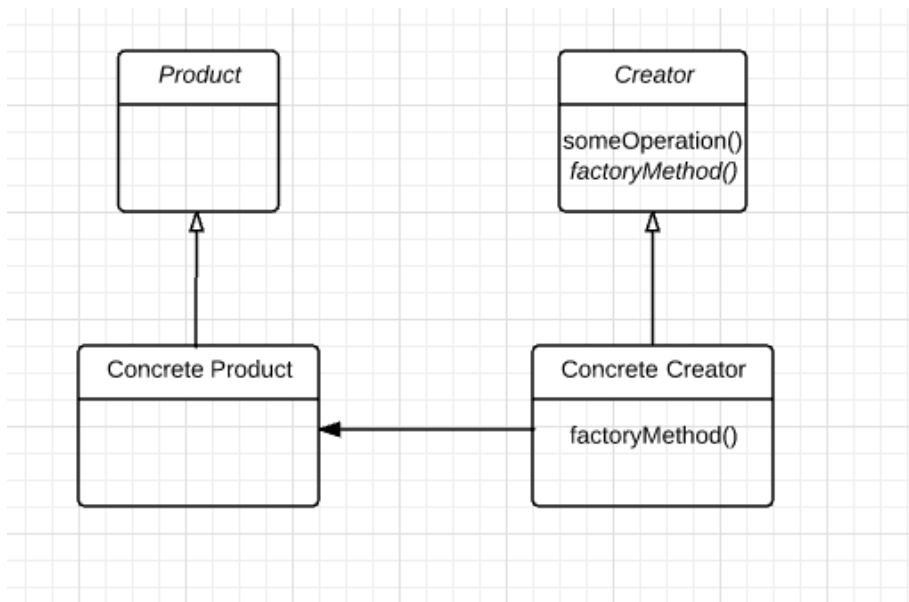 Product
Creator
someOperation()
factoryMethod()
Concrete Product
Concrete Creator
factoryMethod()